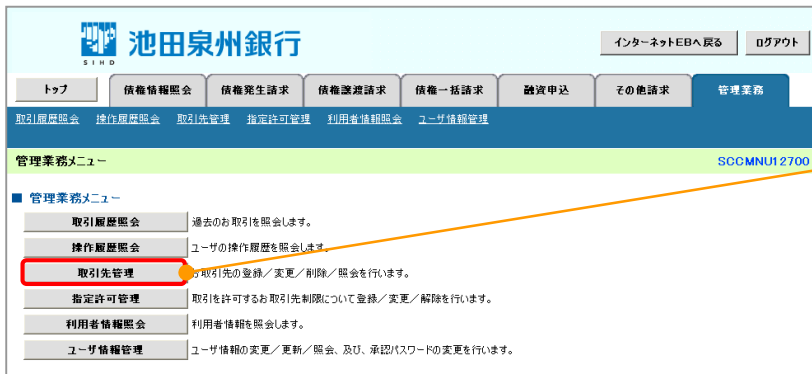 池田泉州銀行
SIHD
インターネットEBへ戻る ログアウト
トップ 債権情報照会 債権発生請求 債権譲渡請求 債権一括請求 融資申込 その他請求 管理業務
取引履歴照会 操作履歴照会 取引先管理 指定許可管理 利用者情報照会 ユーザ情報管理
管理業務メニュー SCCMNU12700
■ 管理業務メニュー
取引履歴照会 過去のお取引を照会します。
操作履歴照会 ユーザの操作履歴を照会します。
取引先管理 お取引先の登録／変更／削除／照会を行います。
指定許可管理 取引を許可するお取引先制限について登録／変更／解除を行います。
利用者情報照会 利用者情報を照会します。
ユーザ情報管理 ユーザ情報の変更／更新／照会、及び、承認パスワードの変更を行います。